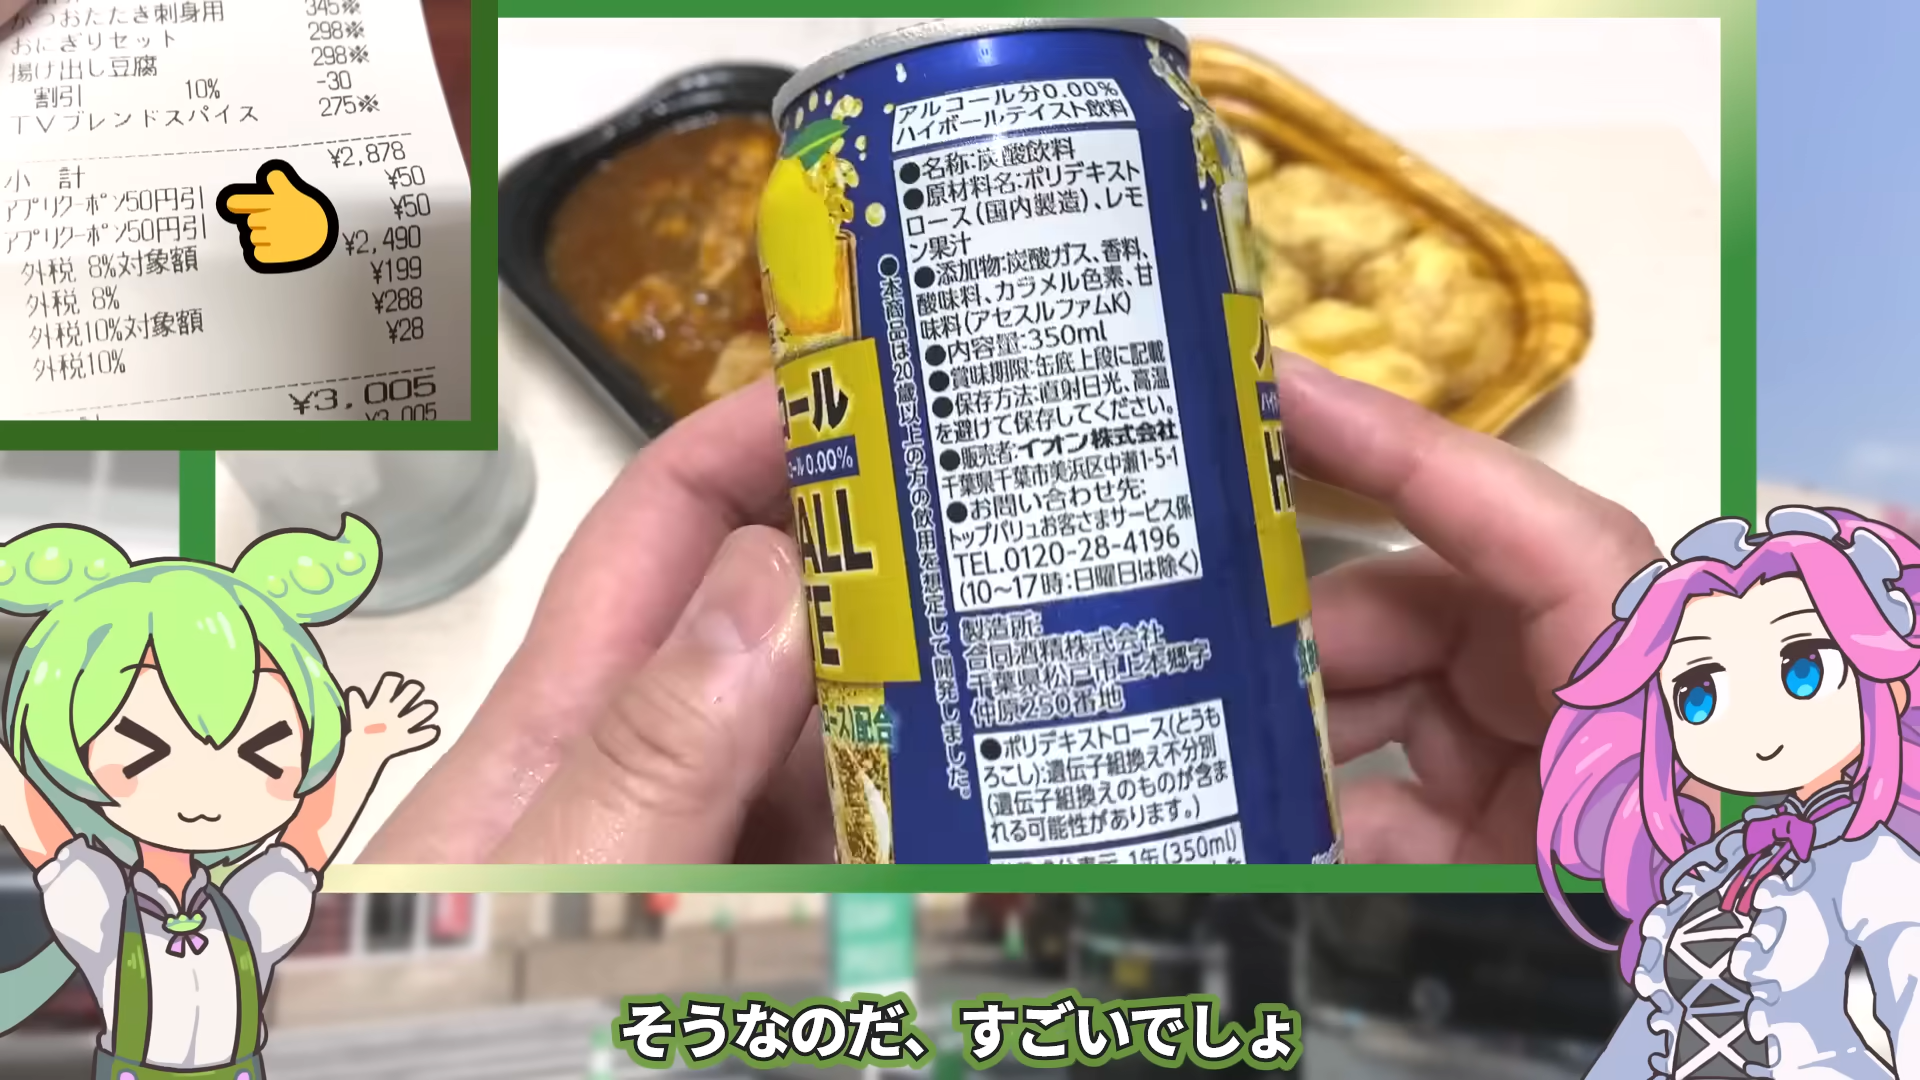 かつおたたき刺身用 345※
おにぎりセット 298※
揚げ出し豆腐 298※
割引 10% -30
TVブレンドスパイス 275※
小 計 ¥2,878
アプリクーポン50円引 ¥50
アプリクーポン50円引 ¥50
外税 8%対象額 ¥2,490
外税 8% ¥199
外税10%対象額 ¥288
外税10% ¥28
¥3,005
¥3,005
アルコール分0.00%
ハイボールテイスト飲料
●名称:炭酸飲料
●原材料名:ポリデキスト
ロース(国内製造)、レモ
ン果汁
●添加物:炭酸ガス、香料、
酸味料、カラメル色素、甘
味料(アセスルファムK)
●内容量:350ml
●賞味期限:缶底上段に記載
●保存方法:直射日光、高温
を避けて保存してください。
●販売者:イオン株式会社
千葉県千葉市美浜区中瀬1-5-1
●お問い合わせ先:
トップバリュお客さまサービス係
TEL.0120-28-4196
(10〜17時:日曜日は除く)
製造所:
合同酒精株式会社
千葉県松戸市上本郷字
仲原250番地
●ポリデキストロース(とうも
ろこし):遺伝子組換え不分別
(遺伝子組換えのものが含ま
れる可能性があります。)
1缶(350ml)
●本商品は20歳以上の方の飲用を想定して開発しました。
コール
コール0.00%
ALL
TE
ロース)配合
H
そうなのだ、すごいでしょ